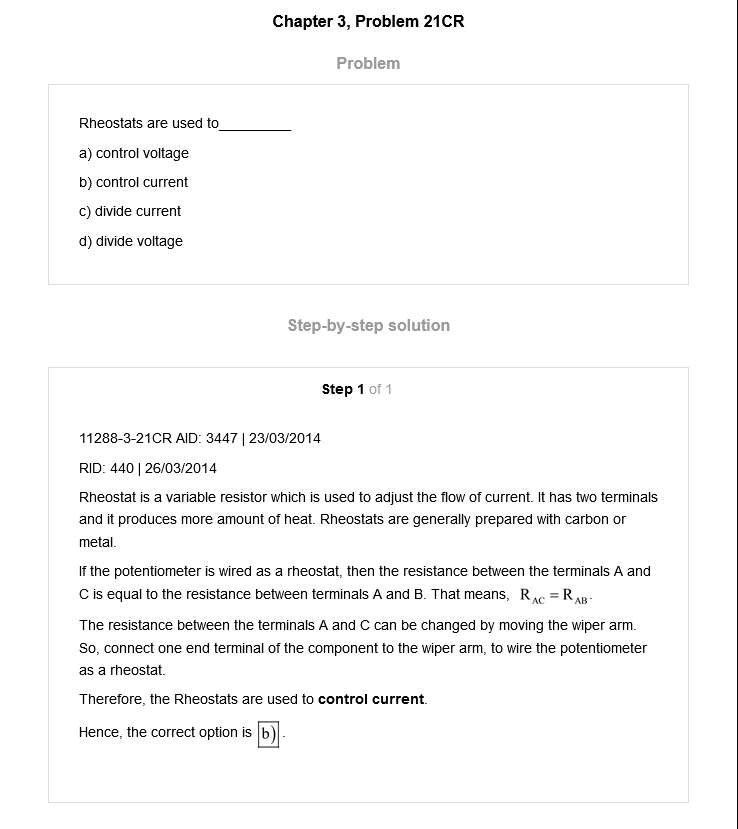 Chapter 3, Problem 21CR
Problem
Rheostats are used to__________
a) control voltage
b) control current
c) divide current
d) divide voltage
Step-by-step solution
Step 1 of 1
11288-3-21CR AID: 3447 | 23/03/2014
RID: 440 | 26/03/2014
Rheostat is a variable resistor which is used to adjust the flow of current. It has two terminals
and it produces more amount of heat. Rheostats are generally prepared with carbon or
metal.
If the potentiometer is wired as a rheostat, then the resistance between the terminals A and
C is equal to the resistance between terminals A and B. That means, R_AC = R_AB.
The resistance between the terminals A and C can be changed by moving the wiper arm.
So, connect one end terminal of the component to the wiper arm, to wire the potentiometer
as a rheostat.
Therefore, the Rheostats are used to control current.
Hence, the correct option is b).